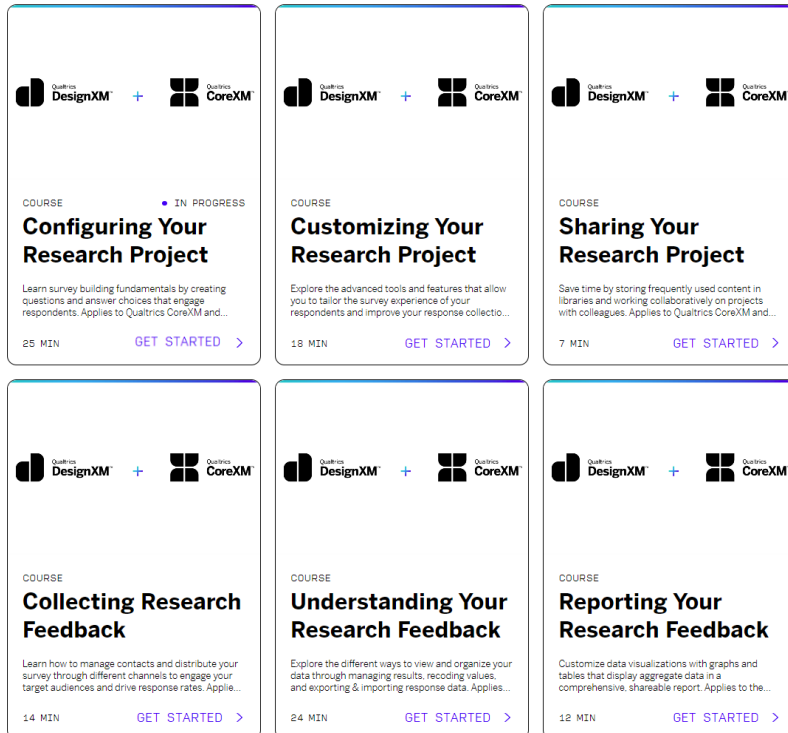 Qualtrics
DesignXM™ + Qualtrics
CoreXM™
COURSE • IN PROGRESS
Configuring Your
Research Project
Learn survey building fundamentals by creating
questions and answer choices that engage
respondents. Applies to Qualtrics CoreXM and...
25 MIN GET STARTED >
Qualtrics
DesignXM™ + Qualtrics
CoreXM™
COURSE
Customizing Your
Research Project
Explore the advanced tools and features that allow
you to tailor the survey experience of your
respondents and improve your response collectio...
18 MIN GET STARTED >
Qualtrics
DesignXM™ + Qualtrics
CoreXM
COURSE
Sharing Your
Research Project
Save time by storing frequently used content in
libraries and working collaboratively on projects
with colleagues. Applies to Qualtrics CoreXM and...
7 MIN GET STARTED >
Qualtrics
DesignXM™ + Qualtrics
CoreXM™
COURSE
Collecting Research
Feedback
Learn how to manage contacts and distribute your
survey through different channels to engage your
target audiences and drive response rates. Applie...
14 MIN GET STARTED >
Qualtrics
DesignXM™ + Qualtrics
CoreXM™
COURSE
Understanding Your
Research Feedback
Explore the different ways to view and organize your
data through managing results, recoding values,
and exporting & importing response data. Applies...
24 MIN GET STARTED >
Qualtrics
DesignXM™ + Qualtrics
CoreXM
COURSE
Reporting Your
Research Feedback
Customize data visualizations with graphs and
tables that display aggregate data in a
comprehensive, shareable report. Applies to the...
12 MIN GET STARTED >